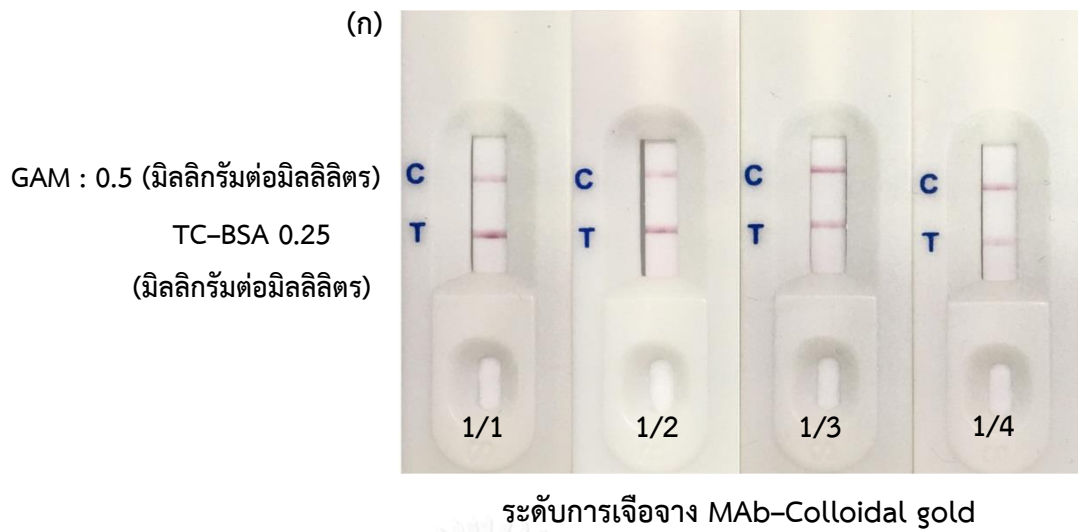 (ก)
GAM : 0.5 (มิลลิกรัมต่อมิลลิลิตร)
TC–BSA 0.25
(มิลลิกรัมต่อมิลลิลิตร)
C
T
C
T
C
T
C
T
1/1
1/2
1/3
1/4
ระดับการเจือจาง MAb–Colloidal gold